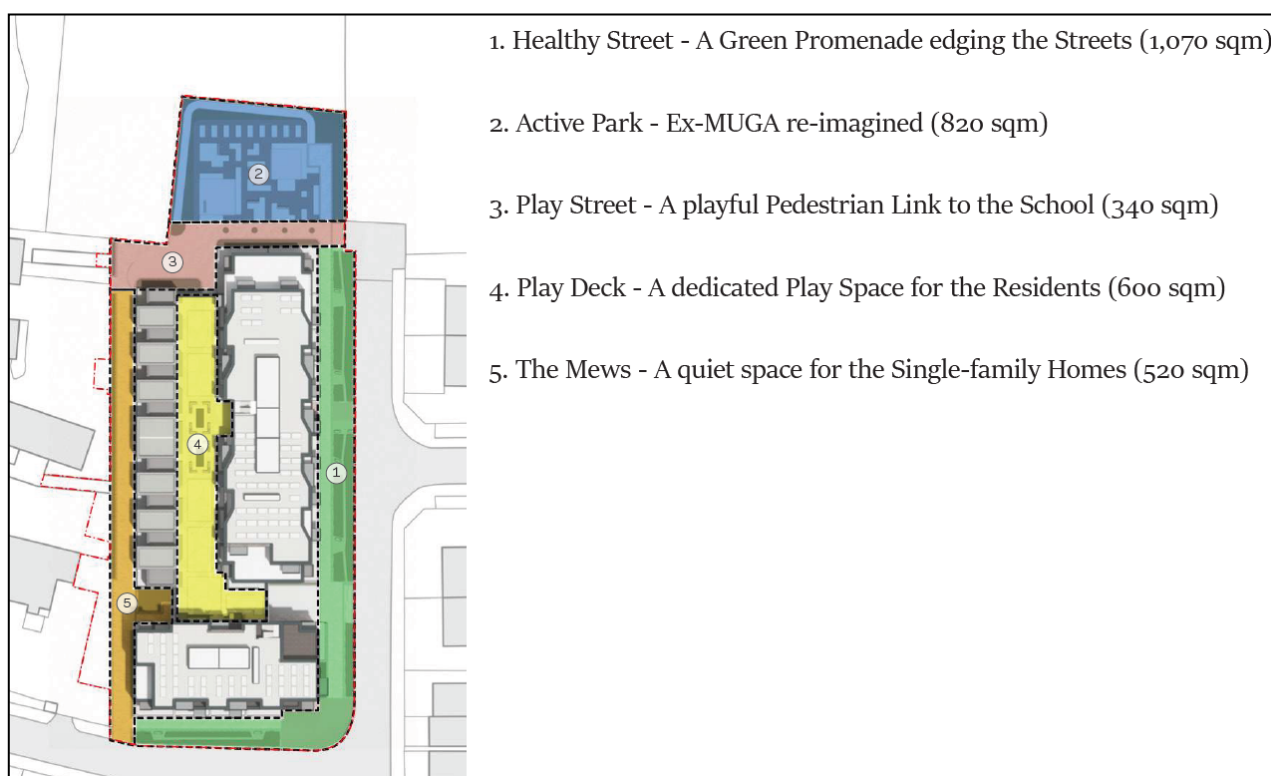 1. Healthy Street - A Green Promenade edging the Streets (1,070 sqm)
2. Active Park - Ex-MUGA re-imagined (820 sqm)
3. Play Street - A playful Pedestrian Link to the School (340 sqm)
4. Play Deck - A dedicated Play Space for the Residents (600 sqm)
5. The Mews - A quiet space for the Single-family Homes (520 sqm)
2
3
4
1
5